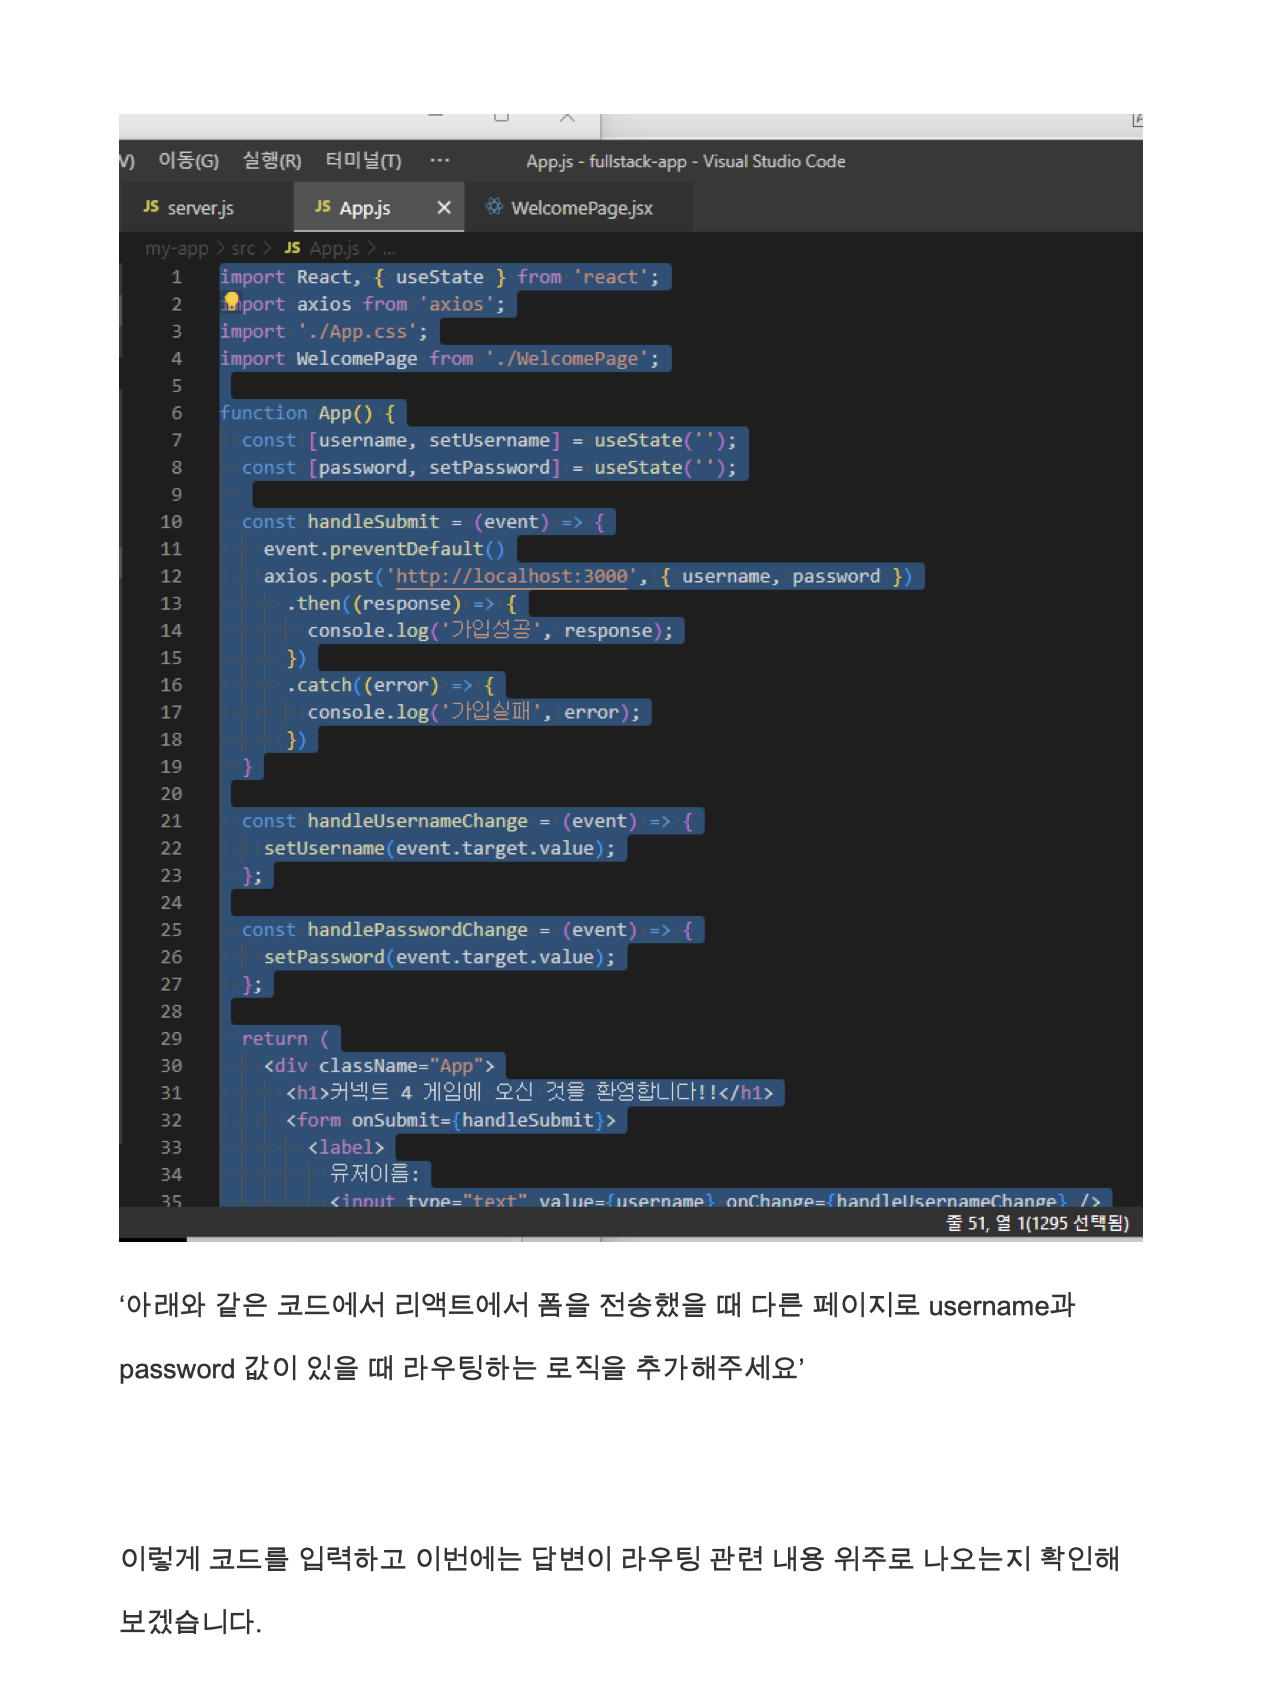 V) 이동(G) 실행(R) 터미널(T) ··· App.js - fullstack-app - Visual Studio Code
JS server.js JS App.js × WelcomePage.jsx
my-app > src > JS App.js > ...
1 import React, { useState } from 'react';
2 import axios from 'axios';
3 import './App.css';
4 import WelcomePage from './WelcomePage';
5
6 function App() {
7 const [username, setUsername] = useState('');
8 const [password, setPassword] = useState('');
9
10 const handleSubmit = (event) => {
11 event.preventDefault()
12 axios.post('http://localhost:3000', { username, password })
13 .then((response) => {
14 console.log('가입성공', response);
15 })
16 .catch((error) => {
17 console.log('가입실패', error);
18 })
19 }
20
21 const handleUsernameChange = (event) => {
22 setUsername(event.target.value);
23 };
24
25 const handlePasswordChange = (event) => {
26 setPassword(event.target.value);
27 };
28
29 return (
30 <div className="App">
31 <h1>커넥트 4 게임에 오신 것을 환영합니다!!</h1>
32 <form onSubmit={handleSubmit}>
33 <label>
34 유저이름:
35 <input type="text" value={username} onChange={handleUsernameChange} />
줄 51, 열 1(1295 선택됨)
‘아래와 같은 코드에서 리액트에서 폼을 전송했을 때 다른 페이지로 username과
password 값이 있을 때 라우팅하는 로직을 추가해주세요’
이렇게 코드를 입력하고 이번에는 답변이 라우팅 관련 내용 위주로 나오는지 확인해
보겠습니다.